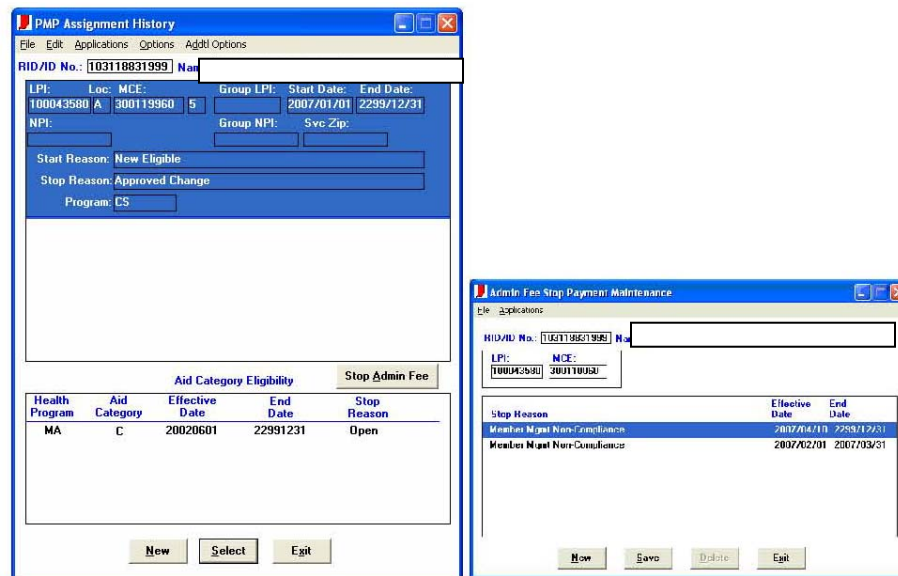 PMP Assignment History
File Edit Applications Options Addtl Options
RID/ID No.: 103118831999 Nam
LPI: Loc: MCE: Group LPI: Start Date: End Date:
100043580 A 300119960 5 2007/01/01 2299/12/31
NPI: Group NPI: Svc Zip:
Start Reason: New Eligible
Stop Reason: Approved Change
Program: CS
Stop Admin Fee
Aid Category Eligibility
Health Program Aid Category Effective Date End Date Stop Reason
MA C 20020601 22991231 Open
New Select Exit
Admin Fee Stop Payment Maintenance
File Applications
RID/ID No.: 103118831999 Na
LPI: MCE:
100043580
Stop Reason Effective Date End Date
Member Mgmt Non-Compliance 2007/04/10 2299/12/31
Member Mgmt Non-Compliance 2007/02/01 2007/03/31
New Save Delete Exit